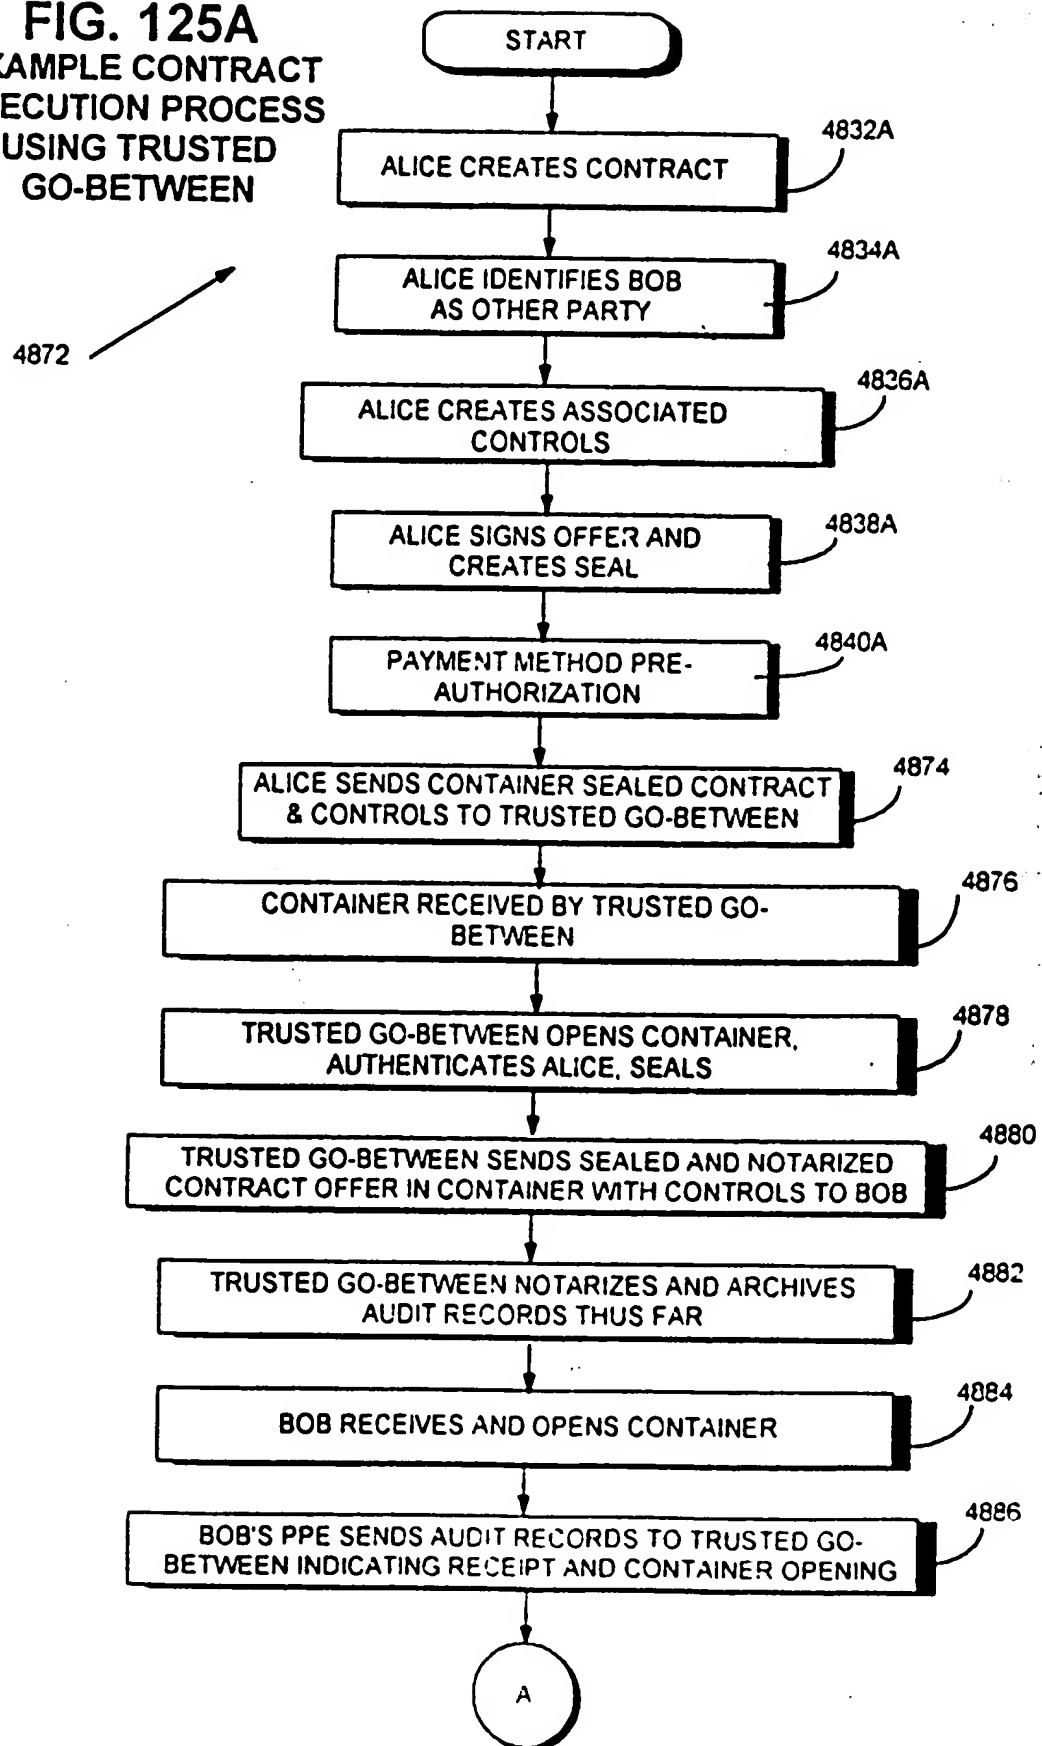 FIG. 125A
XAMPLE CONTRACT
ECUTION PROCESS
USING TRUSTED
GO-BETWEEN
START
ALICE CREATES CONTRACT
4832A
ALICE IDENTIFIES BOB
AS OTHER PARTY
4834A
4872
ALICE CREATES ASSOCIATED
CONTROLS
4836A
ALICE SIGNS OFFER AND
CREATES SEAL
4838A
PAYMENT METHOD PRE-
AUTHORIZATION
4840A
ALICE SENDS CONTAINER SEALED CONTRACT
& CONTROLS TO TRUSTED GO-BETWEEN
4874
CONTAINER RECEIVED BY TRUSTED GO-
BETWEEN
4876
TRUSTED GO-BETWEEN OPENS CONTAINER,
AUTHENTICATES ALICE, SEALS
4878
TRUSTED GO-BETWEEN SENDS SEALED AND NOTARIZED
CONTRACT OFFER IN CONTAINER WITH CONTROLS TO BOB
4880
TRUSTED GO-BETWEEN NOTARIZES AND ARCHIVES
AUDIT RECORDS THUS FAR
4882
BOB RECEIVES AND OPENS CONTAINER
4884
BOB'S PPE SENDS AUDIT RECORDS TO TRUSTED GO-
BETWEEN INDICATING RECEIPT AND CONTAINER OPENING
4886
A